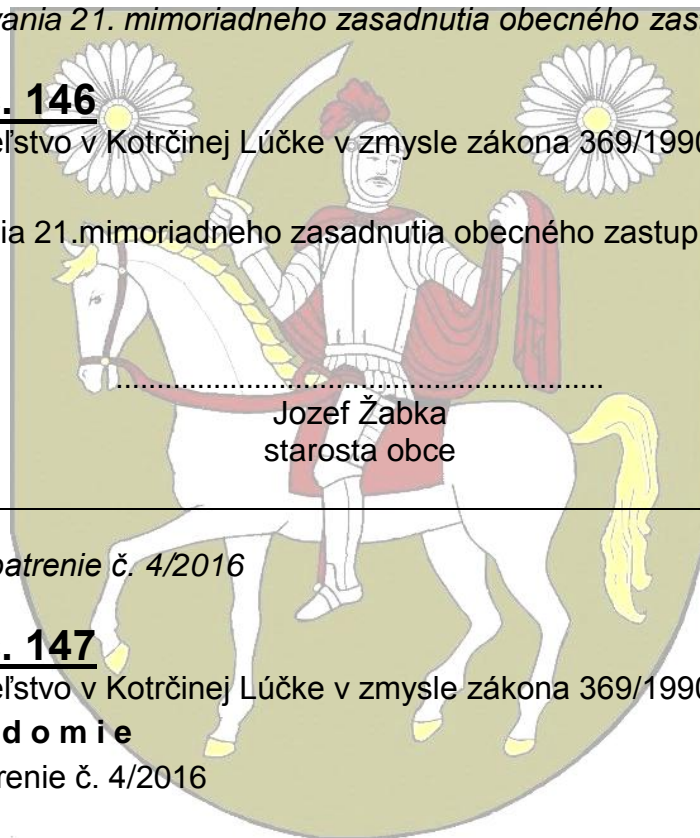 vania 21. mimoriadneho zasadnutia obecného zas
. 146
eľstvo v Kotrčinej Lúčke v zmysle zákona 369/1990
ia 21.mimoriadneho zasadnutia obecného zastup
............................................................
Jozef Žabka
starosta obce
patrenie č. 4/2016
. 147
eľstvo v Kotrčinej Lúčke v zmysle zákona 369/1990
d o m i e
renie č. 4/2016